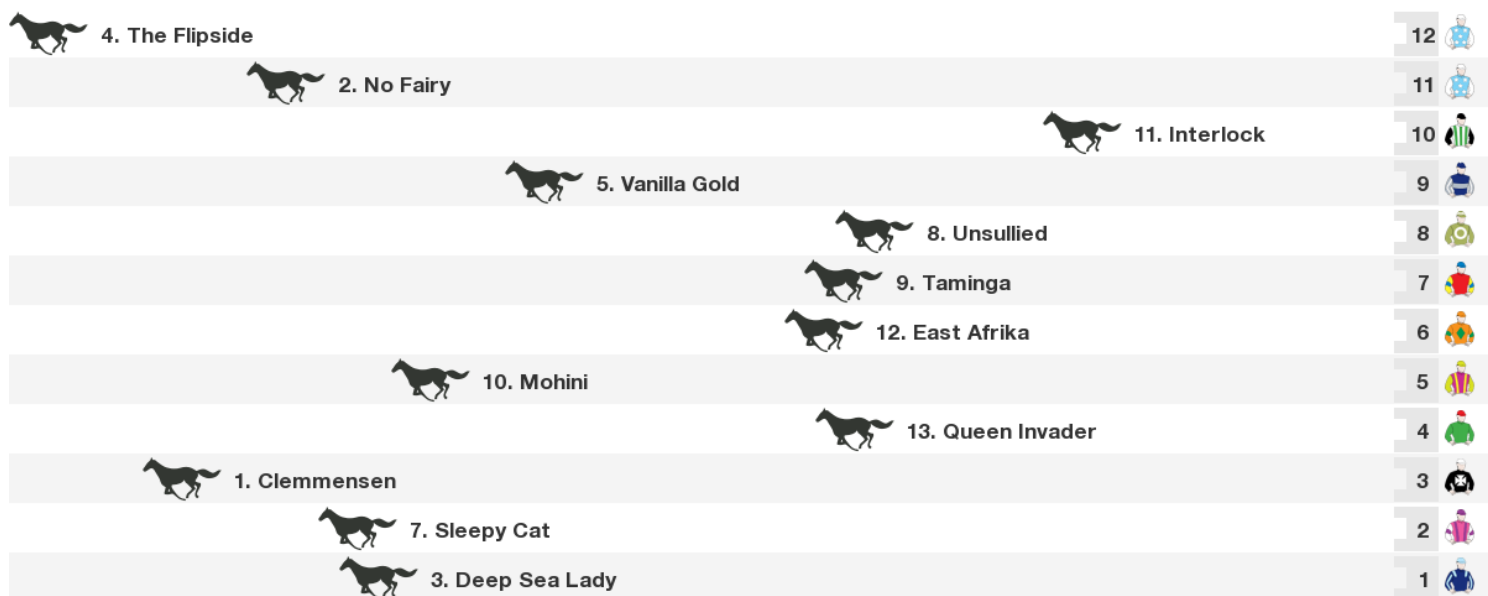 4. The Flipside 12
2. No Fairy 11
11. Interlock 10
5. Vanilla Gold 9
8. Unsullied 8
9. Taminga 7
12. East Afrika 6
10. Mohini 5
13. Queen Invader 4
1. Clemmensen 3
7. Sleepy Cat 2
3. Deep Sea Lady 1